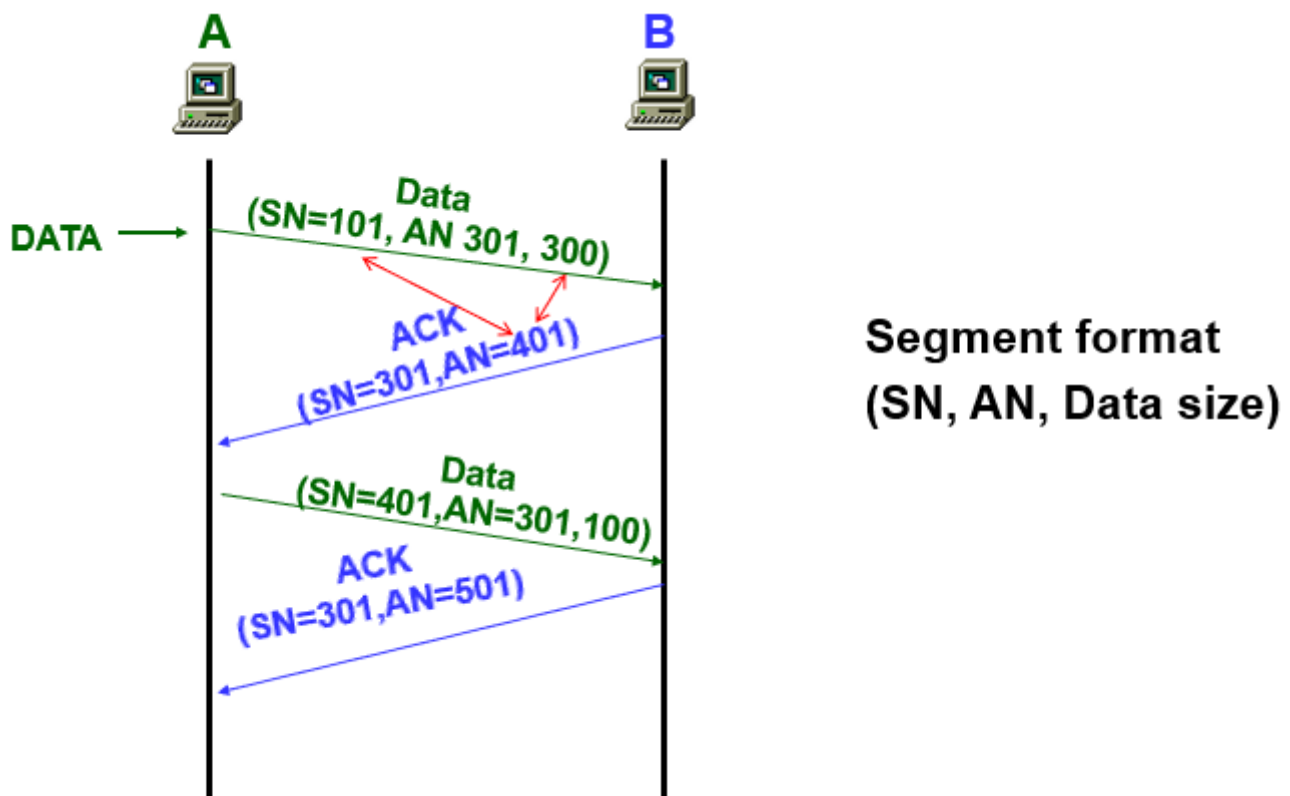 A
B
DATA
Data
(SN=101, AN 301, 300)
ACK
(SN=301,AN=401)
Segment format
(SN, AN, Data size)
Data
(SN=401,AN=301,100)
ACK
(SN=301,AN=501)